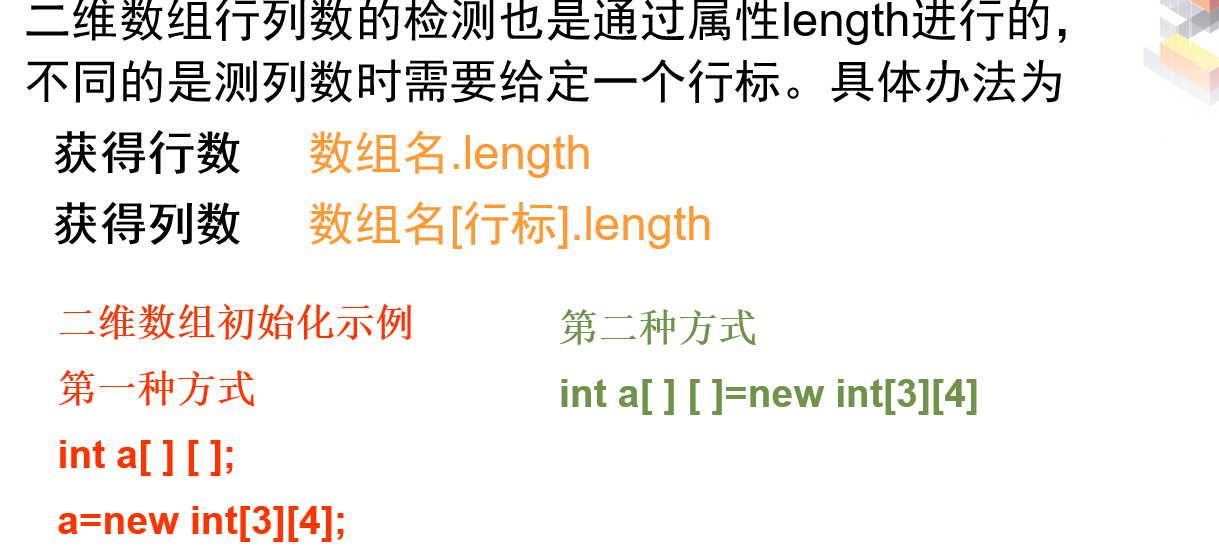 二维数组行列数的检测也是通过属性length进行的，
不同的是测列数时需要给定一个行标。具体办法为
获得行数 数组名.length
获得列数 数组名[行标].length
二维数组初始化示例
第一种方式
int a[ ] [ ];
a=new int[3][4];
第二种方式
int a[ ] [ ]=new int[3][4]